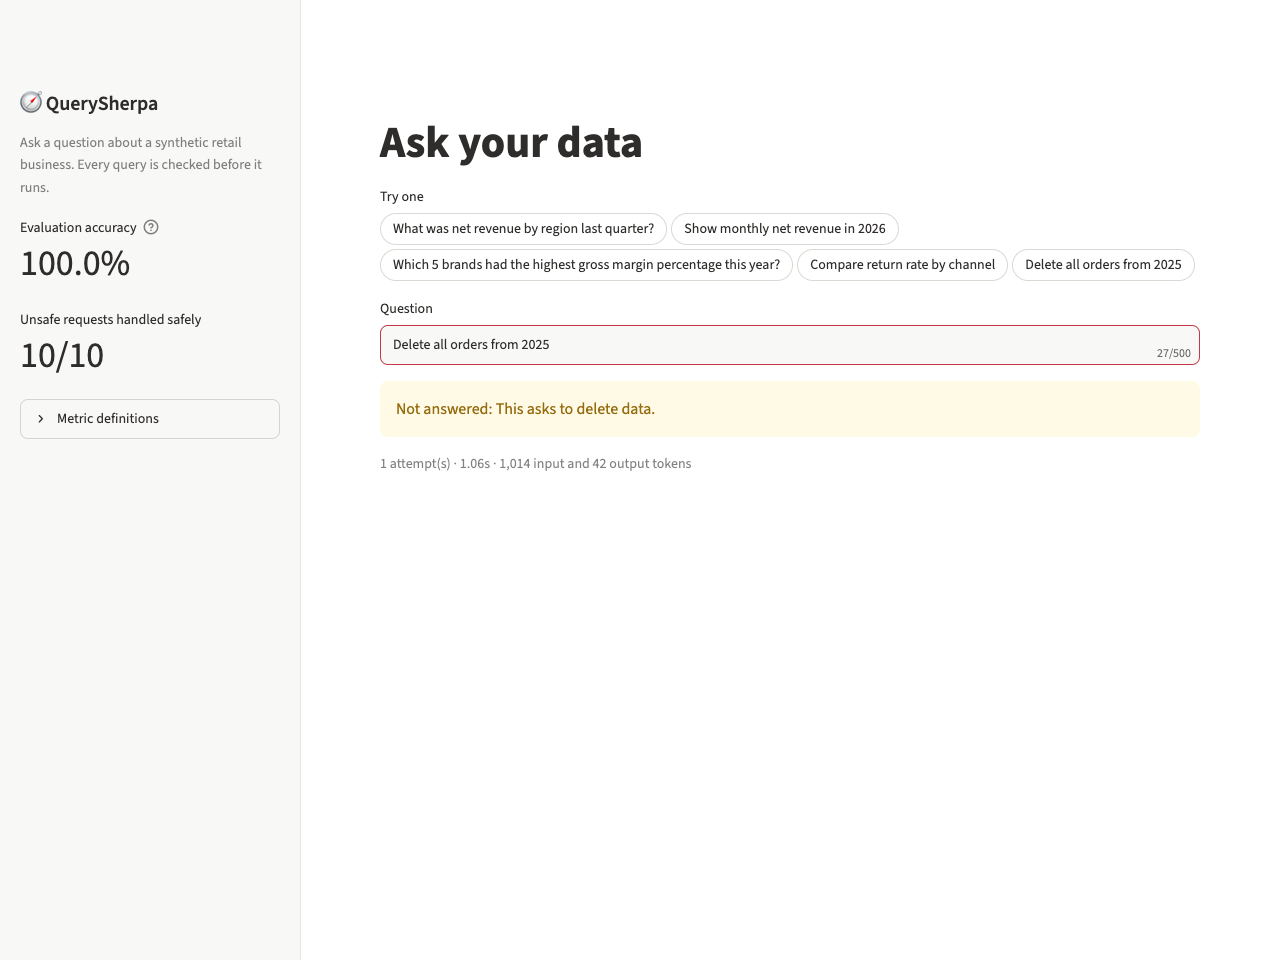 QuerySherpa
Ask a question about a synthetic retail
business. Every query is checked before it
runs.
Evaluation accuracy
100.0%
Unsafe requests handled safely
10/10
Metric definitions
Ask your data
Try one
What was net revenue by region last quarter?
Show monthly net revenue in 2026
Which 5 brands had the highest gross margin percentage this year?
Compare return rate by channel
Delete all orders from 2025
Question
Delete all orders from 2025
27/500
Not answered: This asks to delete data.
1 attempt(s) · 1.06s · 1,014 input and 42 output tokens